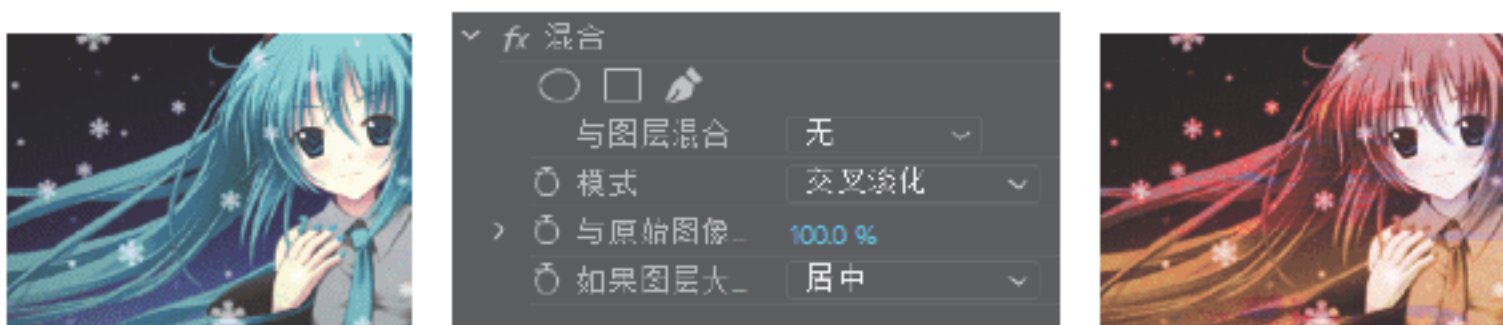 fx 混合
与图层混合 无
模式 交叉淡化
与原始图像... 100.0 %
如果图层大... 居中